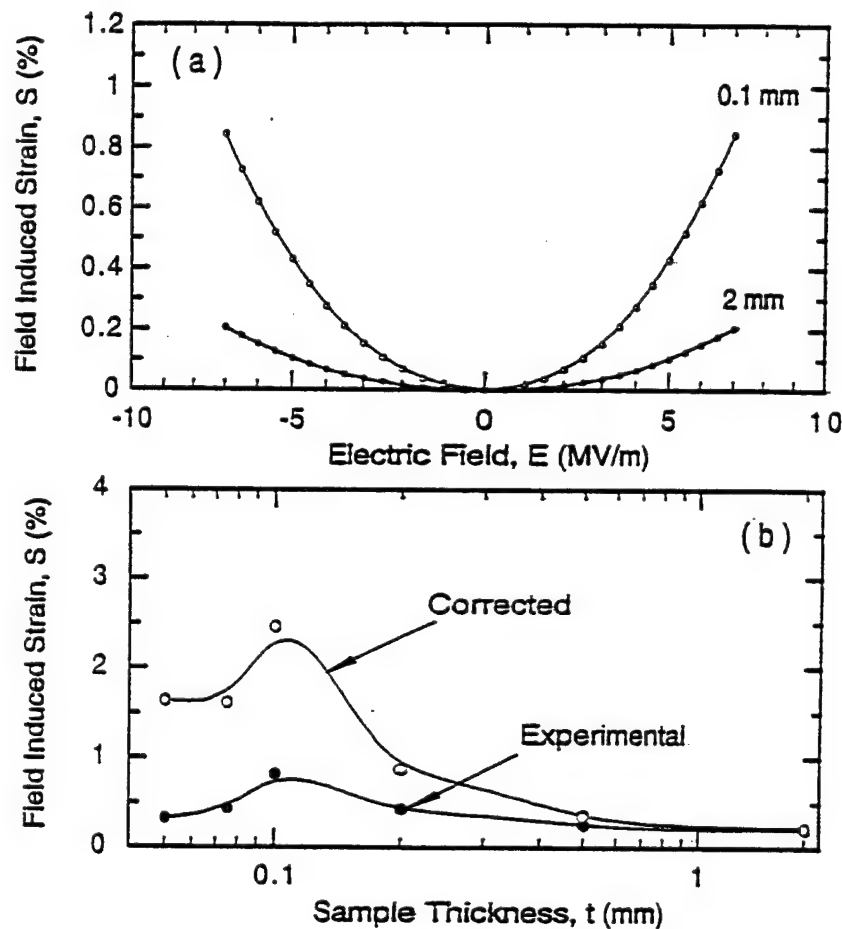 (a)
Field Induced Strain, S (%)
1.2
1
0.8
0.6
0.4
0.2
0
0.1 mm
2 mm
-10 -5 0 5 10
Electric Field, E (MV/m)
(b)
Field Induced Strain, S (%)
4
3
2
1
0
Corrected
Experimental
0.1 1
Sample Thickness, t (mm)